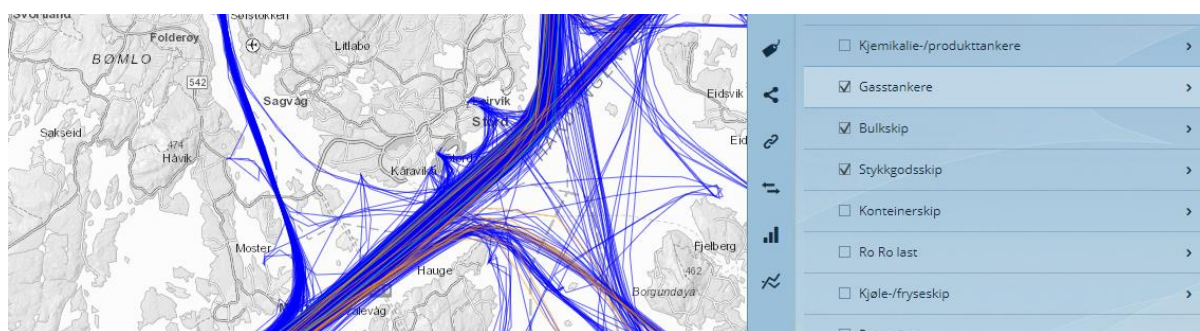 Folderøy
BØMLO
Litlabø
542
Sagvåg
Leirvik
Stord
Eidsvik
Sakseid
474
Håvik
Kåravika
Moster
Fjelberg
Hauge
462
Borgundøya
Kjemikalie-/produkttankere
Gasstankere
Bulkskip
Stykkgodsskip
Konteinerskip
Ro Ro last
Kjøle-/fryseskip